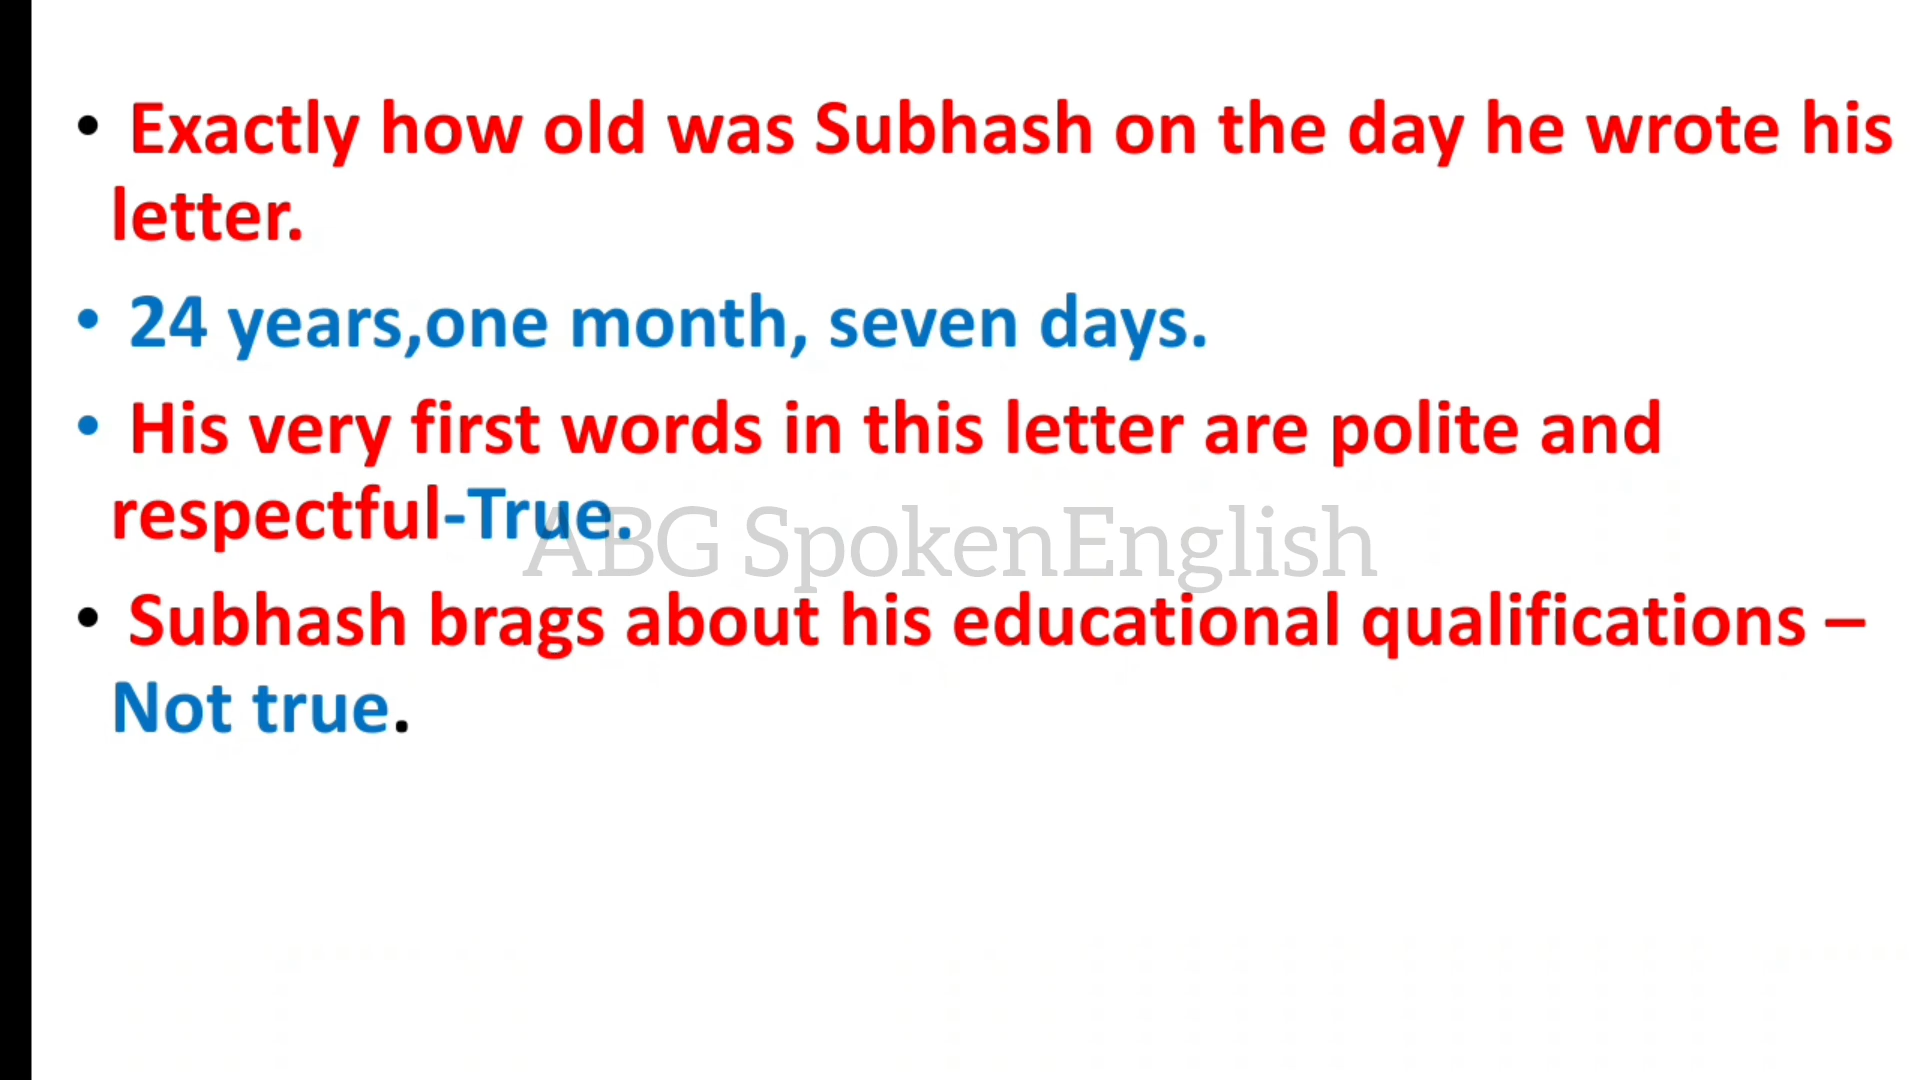 • Exactly how old was Subhash on the day he wrote his
letter.
• 24 years,one month, seven days.
• His very first words in this letter are polite and
respectful-True.
ABG SpokenEnglish
• Subhash brags about his educational qualifications –
Not true.